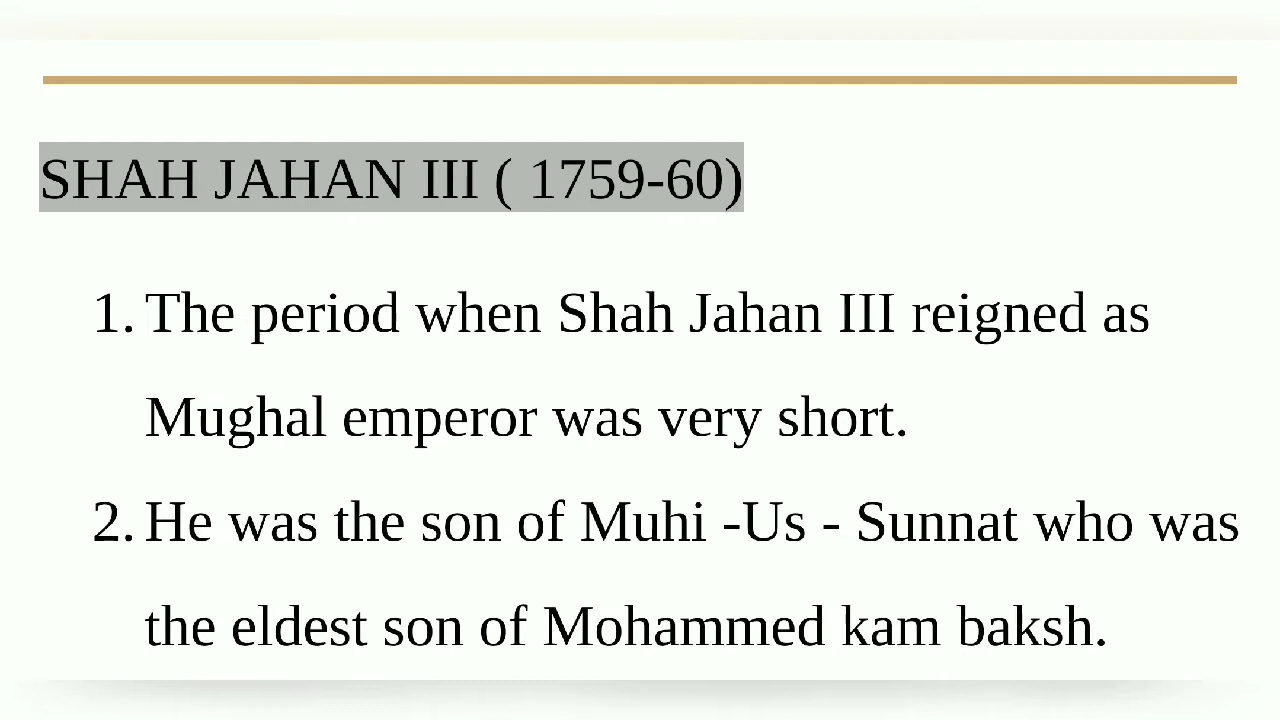 SHAH JAHAN III ( 1759-60)
1. The period when Shah Jahan III reigned as
Mughal emperor was very short.
2. He was the son of Muhi -Us - Sunnat who was
the eldest son of Mohammed kam baksh.